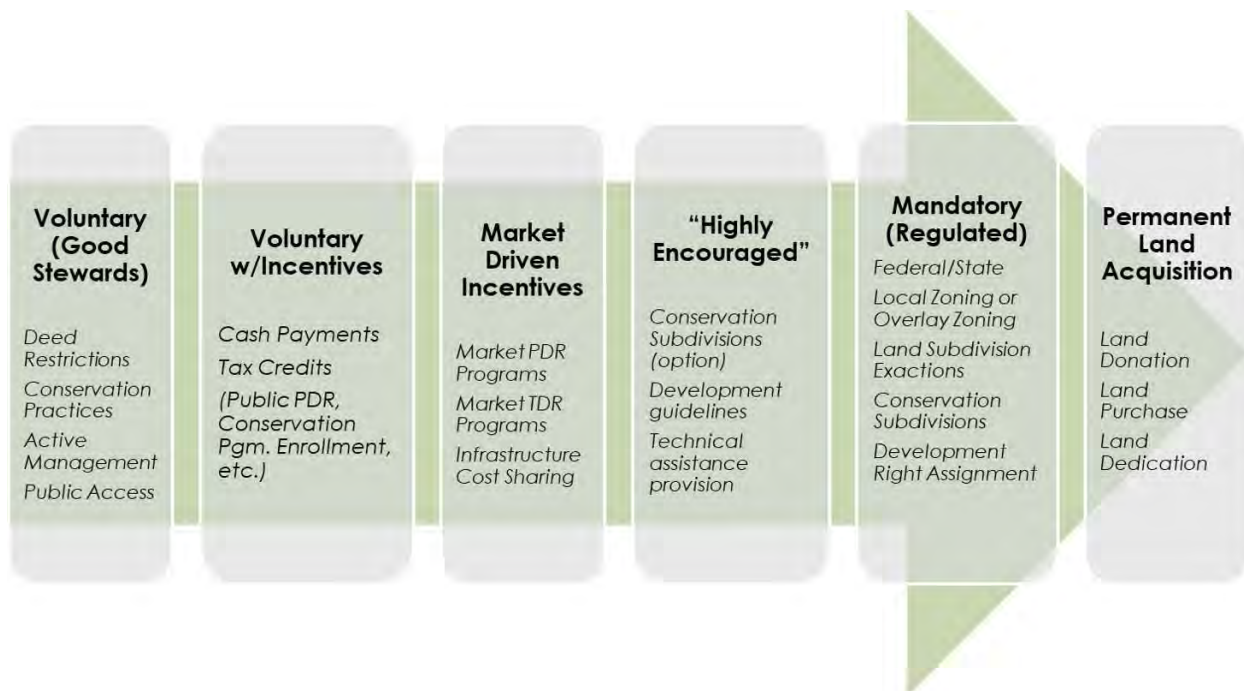 Voluntary
(Good
Stewards)
Deed
Restrictions
Conservation
Practices
Active
Management
Public Access
Voluntary
w/Incentives
Cash Payments
Tax Credits
(Public PDR,
Conservation
Pgm. Enrollment,
etc.)
Market
Driven
Incentives
Market PDR
Programs
Market TDR
Programs
Infrastructure
Cost Sharing
“Highly
Encouraged”
Conservation
Subdivisions
(option)
Development
guidelines
Technical
assistance
provision
Mandatory
(Regulated)
Federal/State
Local Zoning or
Overlay Zoning
Land Subdivision
Exactions
Conservation
Subdivisions
Development
Right Assignment
Permanent
Land
Acquisition
Land
Donation
Land
Purchase
Land
Dedication